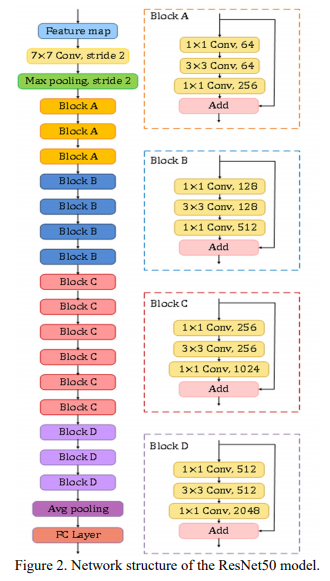 Feature map
7×7 Conv, stride 2
Max pooling, stride 2
Block A
Block A
Block A
Block B
Block B
Block B
Block B
Block C
Block C
Block C
Block C
Block C
Block C
Block D
Block D
Block D
Avg pooling
FC Layer
Block A
1×1 Conv, 64
3×3 Conv, 64
1×1 Conv, 256
Add
Block B
1×1 Conv, 128
3×3 Conv, 128
1×1 Conv, 512
Add
Block C
1×1 Conv, 256
3×3 Conv, 256
1×1 Conv, 1024
Add
Block D
1×1 Conv, 512
3×3 Conv, 512
1×1 Conv, 2048
Add
Figure 2. Network structure of the ResNet50 model.